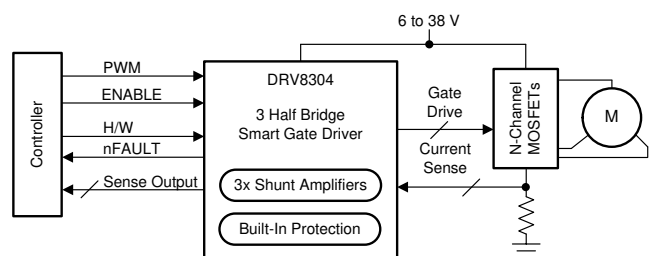 6 to 38 V
Controller
PWM
ENABLE
H/W
nFAULT
Sense Output
DRV8304
3 Half Bridge
Smart Gate Driver
3x Shunt Amplifiers
Built-In Protection
Gate
Drive
Current
Sense
N-Channel
MOSFETs
M